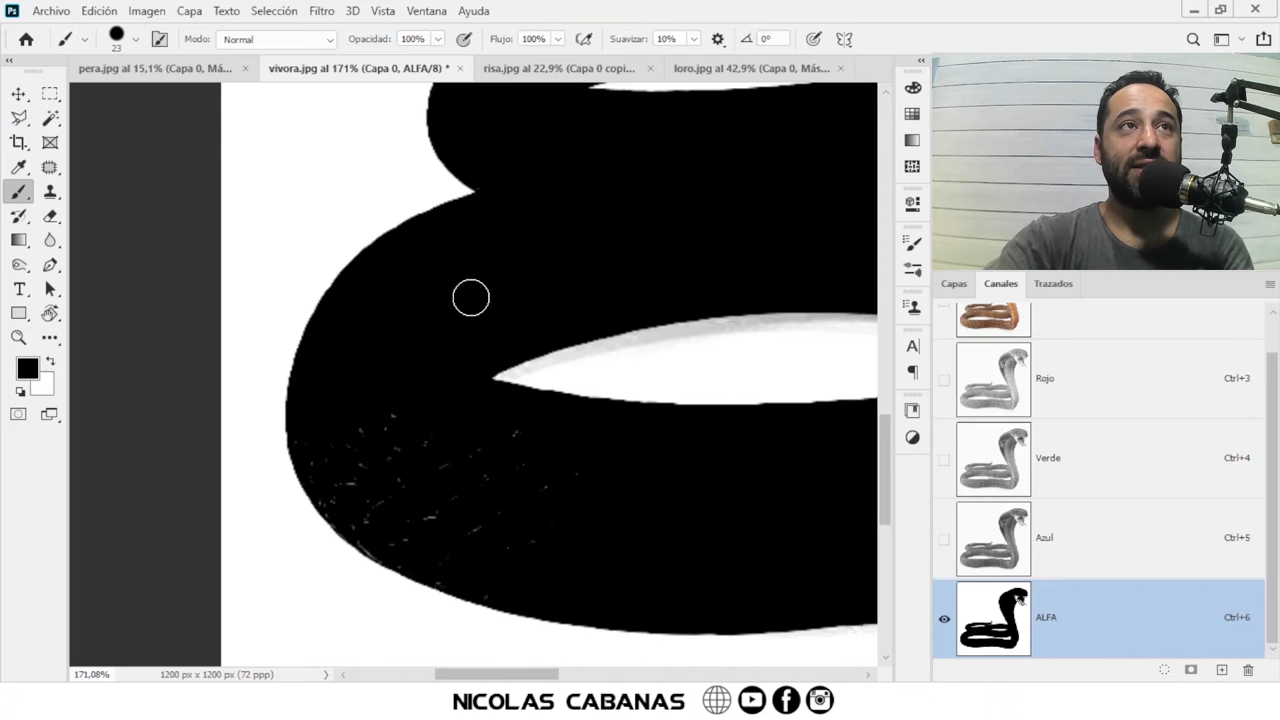 Archivo Edición Imagen Capa Texto Selección Filtro 3D Vista Ventana Ayuda
23 Modo: Normal Opacidad: 100% Flujo: 100% Suavizar: 10% 0°
pera.jpg al 15,1% (Capa 0, M... × vivora.jpg al 171% (Capa 0, ALFA/8) * × risa.jpg al 22,9% (Capa 0 copi... × loro.jpg al 42,9% (Capa 0, Más... ×
Capas Canales Trazados
Rojo Ctrl+3
Verde Ctrl+4
Azul Ctrl+5
ALFA Ctrl+6
171,08% 1200 px x 1200 px (72 ppp)
NICOLAS CABANAS